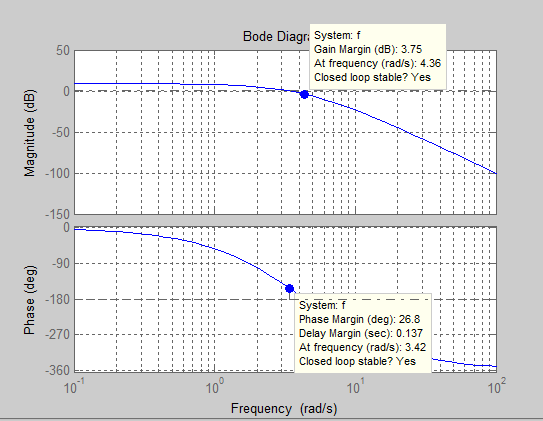 Bode Diagra
System: f
Gain Margin (dB): 3.75
At frequency (rad/s): 4.36
Closed loop stable? Yes
50
0
-50
-100
-150
Magnitude (dB)
0
-90
-180
-270
-360
Phase (deg)
System: f
Phase Margin (deg): 26.8
Delay Margin (sec): 0.137
At frequency (rad/s): 3.42
Closed loop stable? Yes
10^-1 10^0 10^1 10^2
Frequency (rad/s)